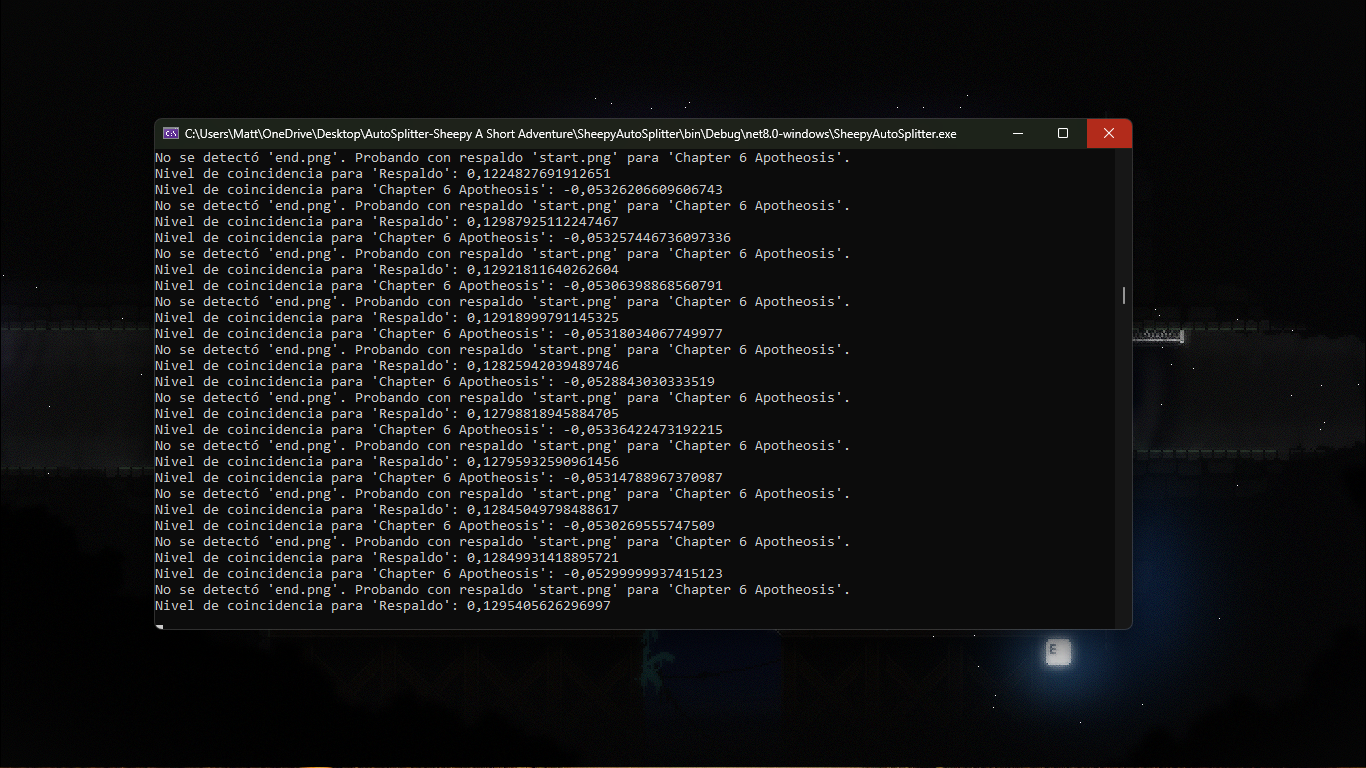 C:\Users\Matt\OneDrive\Desktop\AutoSplitter-Sheepy A Short Adventure\SheepyAutoSplitter\bin\Debug\net8.0-windows\SheepyAutoSplitter.exe
No se detectó 'end.png'. Probando con respaldo 'start.png' para 'Chapter 6 Apotheosis'.
Nivel de coincidencia para 'Respaldo': 0,1224827691912651
Nivel de coincidencia para 'Chapter 6 Apotheosis': -0,05326206609606743
No se detectó 'end.png'. Probando con respaldo 'start.png' para 'Chapter 6 Apotheosis'.
Nivel de coincidencia para 'Respaldo': 0,12987925112247467
Nivel de coincidencia para 'Chapter 6 Apotheosis': -0,053257446736097336
No se detectó 'end.png'. Probando con respaldo 'start.png' para 'Chapter 6 Apotheosis'.
Nivel de coincidencia para 'Respaldo': 0,12921811640262604
Nivel de coincidencia para 'Chapter 6 Apotheosis': -0,05306398868560791
No se detectó 'end.png'. Probando con respaldo 'start.png' para 'Chapter 6 Apotheosis'.
Nivel de coincidencia para 'Respaldo': 0,12918999791145325
Nivel de coincidencia para 'Chapter 6 Apotheosis': -0,05318034067749977
No se detectó 'end.png'. Probando con respaldo 'start.png' para 'Chapter 6 Apotheosis'.
Nivel de coincidencia para 'Respaldo': 0,12825942039489746
Nivel de coincidencia para 'Chapter 6 Apotheosis': -0,0528843030333519
No se detectó 'end.png'. Probando con respaldo 'start.png' para 'Chapter 6 Apotheosis'.
Nivel de coincidencia para 'Respaldo': 0,12798818945884705
Nivel de coincidencia para 'Chapter 6 Apotheosis': -0,05336422473192215
No se detectó 'end.png'. Probando con respaldo 'start.png' para 'Chapter 6 Apotheosis'.
Nivel de coincidencia para 'Respaldo': 0,12795932590961456
Nivel de coincidencia para 'Chapter 6 Apotheosis': -0,05314788967370987
No se detectó 'end.png'. Probando con respaldo 'start.png' para 'Chapter 6 Apotheosis'.
Nivel de coincidencia para 'Respaldo': 0,12845049798488617
Nivel de coincidencia para 'Chapter 6 Apotheosis': -0,0530269555747509
No se detectó 'end.png'. Probando con respaldo 'start.png' para 'Chapter 6 Apotheosis'.
Nivel de coincidencia para 'Respaldo': 0,12849931418895721
Nivel de coincidencia para 'Chapter 6 Apotheosis': -0,05299999937415123
No se detectó 'end.png'. Probando con respaldo 'start.png' para 'Chapter 6 Apotheosis'.
Nivel de coincidencia para 'Respaldo': 0,1295405626296997
E